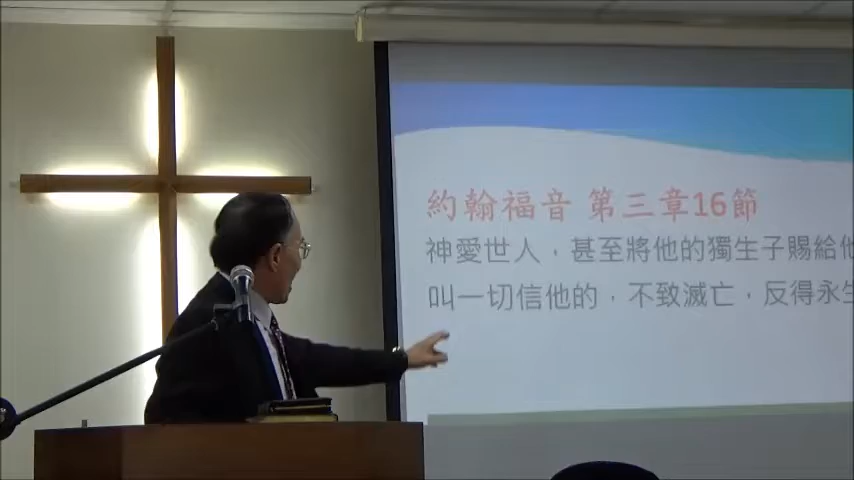 約翰福音 第三章16節
神愛世人，甚至將他的獨生子賜給他
叫一切信他的，不致滅亡，反得永生